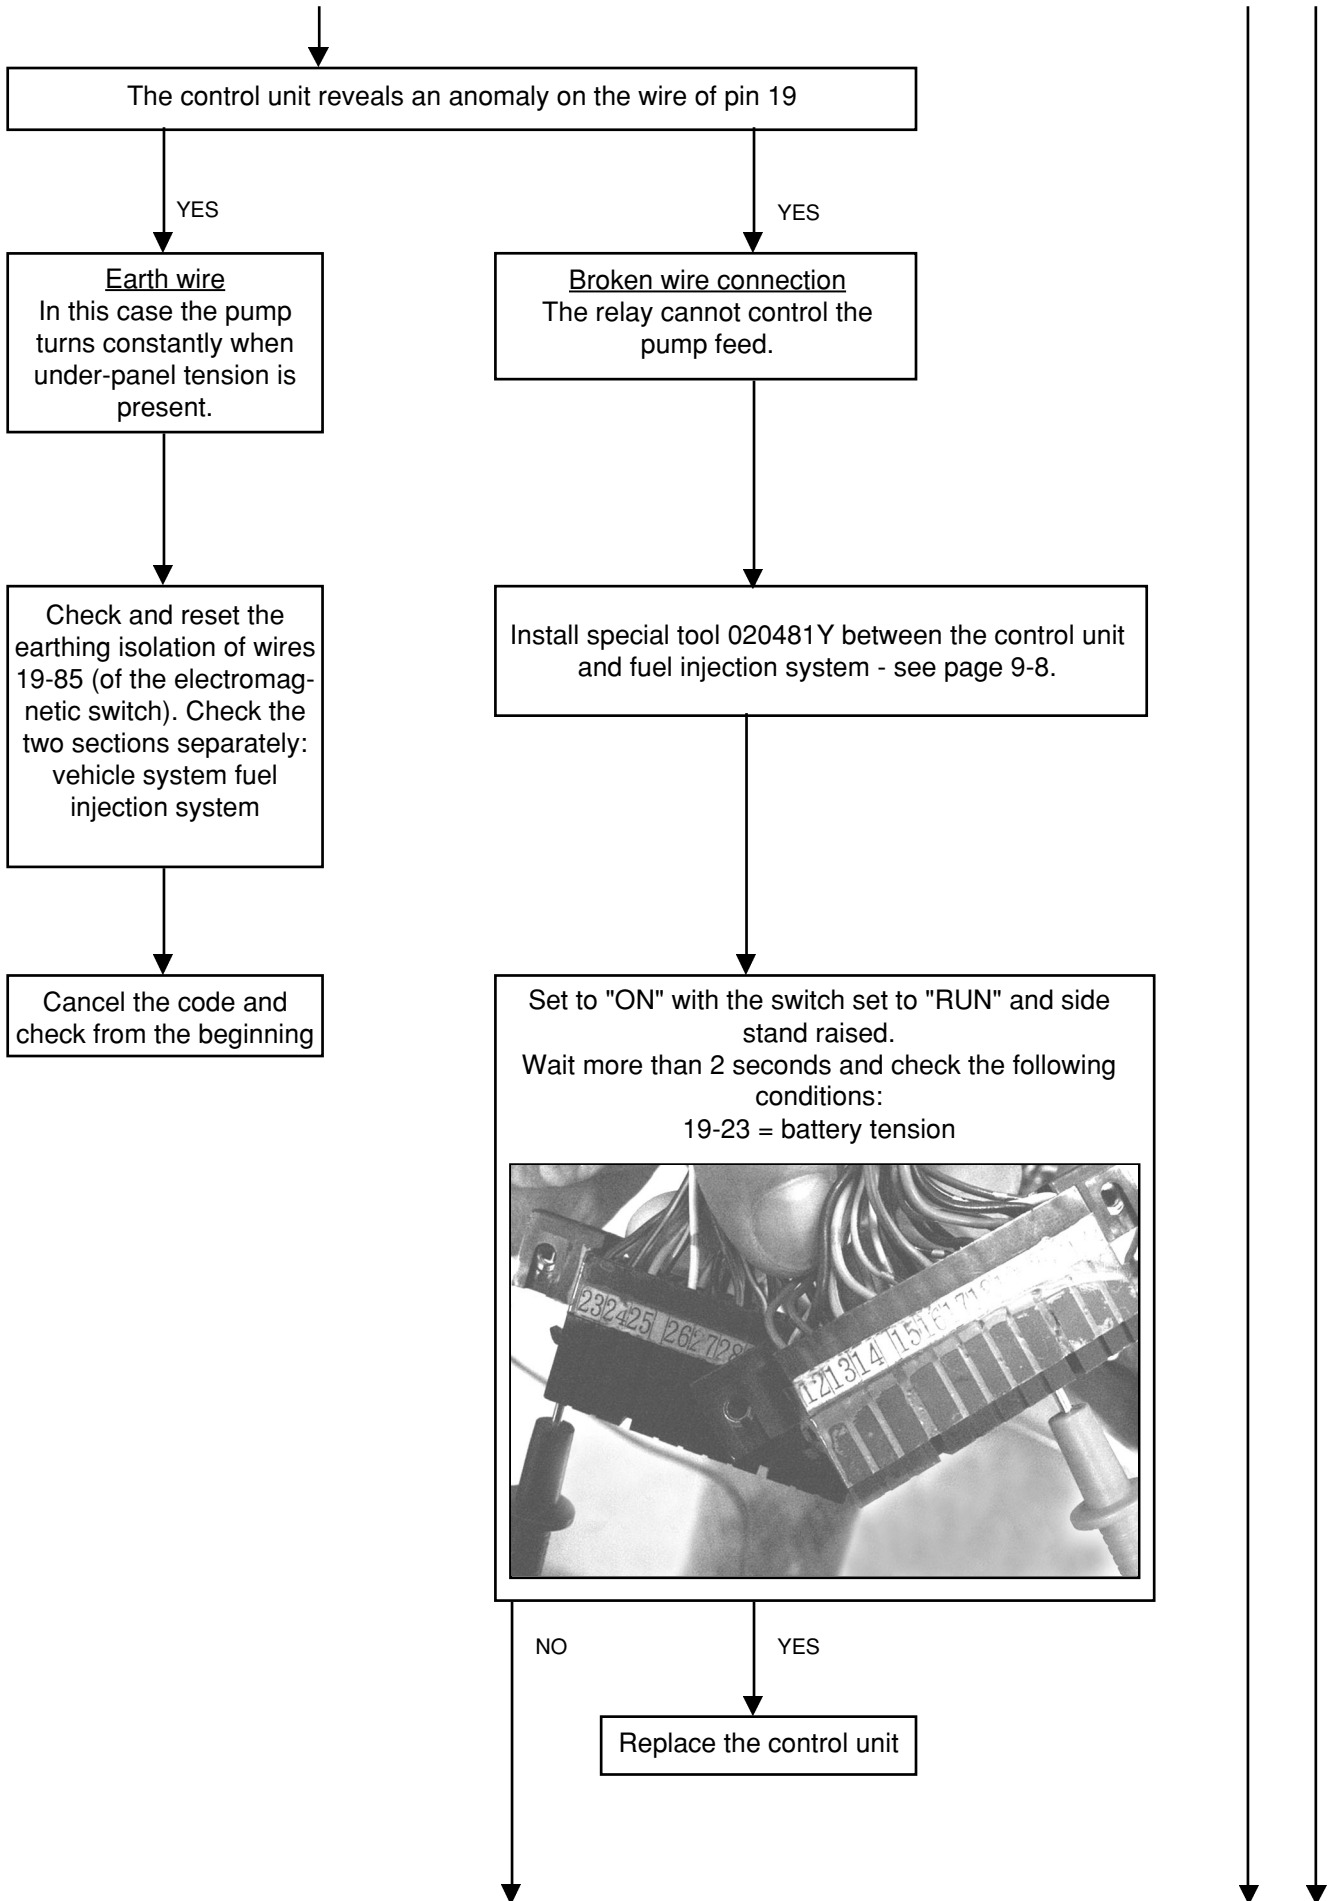 The control unit reveals an anomaly on the wire of pin 19
YES
YES
Earth wire
In this case the pump
turns constantly when
under-panel tension is
present.
Broken wire connection
The relay cannot control the
pump feed.
Check and reset the
earthing isolation of wires
19-85 (of the electromag-
netic switch). Check the
two sections separately:
vehicle system fuel
injection system
Install special tool 020481Y between the control unit
and fuel injection system - see page 9-8.
Cancel the code and
check from the beginning
Set to "ON" with the switch set to "RUN" and side
stand raised.
Wait more than 2 seconds and check the following
conditions:
19-23 = battery tension
23 24 25 26 27 28
12 13 14 15 16 17
NO
YES
Replace the control unit